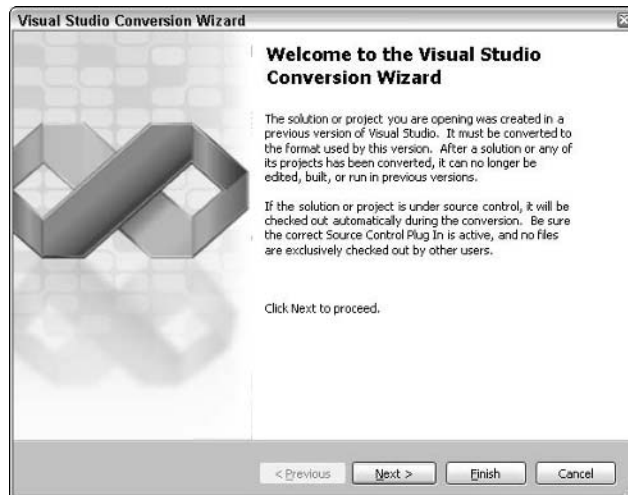 Visual Studio Conversion Wizard
Welcome to the Visual Studio
Conversion Wizard
The solution or project you are opening was created in a
previous version of Visual Studio. It must be converted to
the format used by this version. After a solution or any of
its projects has been converted, it can no longer be
edited, built, or run in previous versions.
If the solution or project is under source control, it will be
checked out automatically during the conversion. Be sure
the correct Source Control Plug In is active, and no files
are exclusively checked out by other users.
Click Next to proceed.
< Previous Next > Finish Cancel